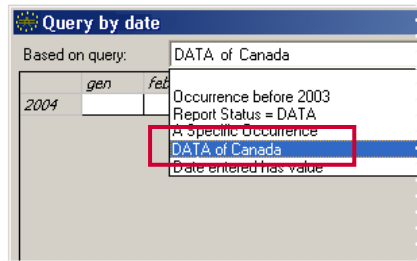 Query by date
Based on query: DATA of Canada
gen feb
Occurrence before 2003
2004
Report Status = DATA
A Specific Occurrence
DATA of Canada
Date entered has value